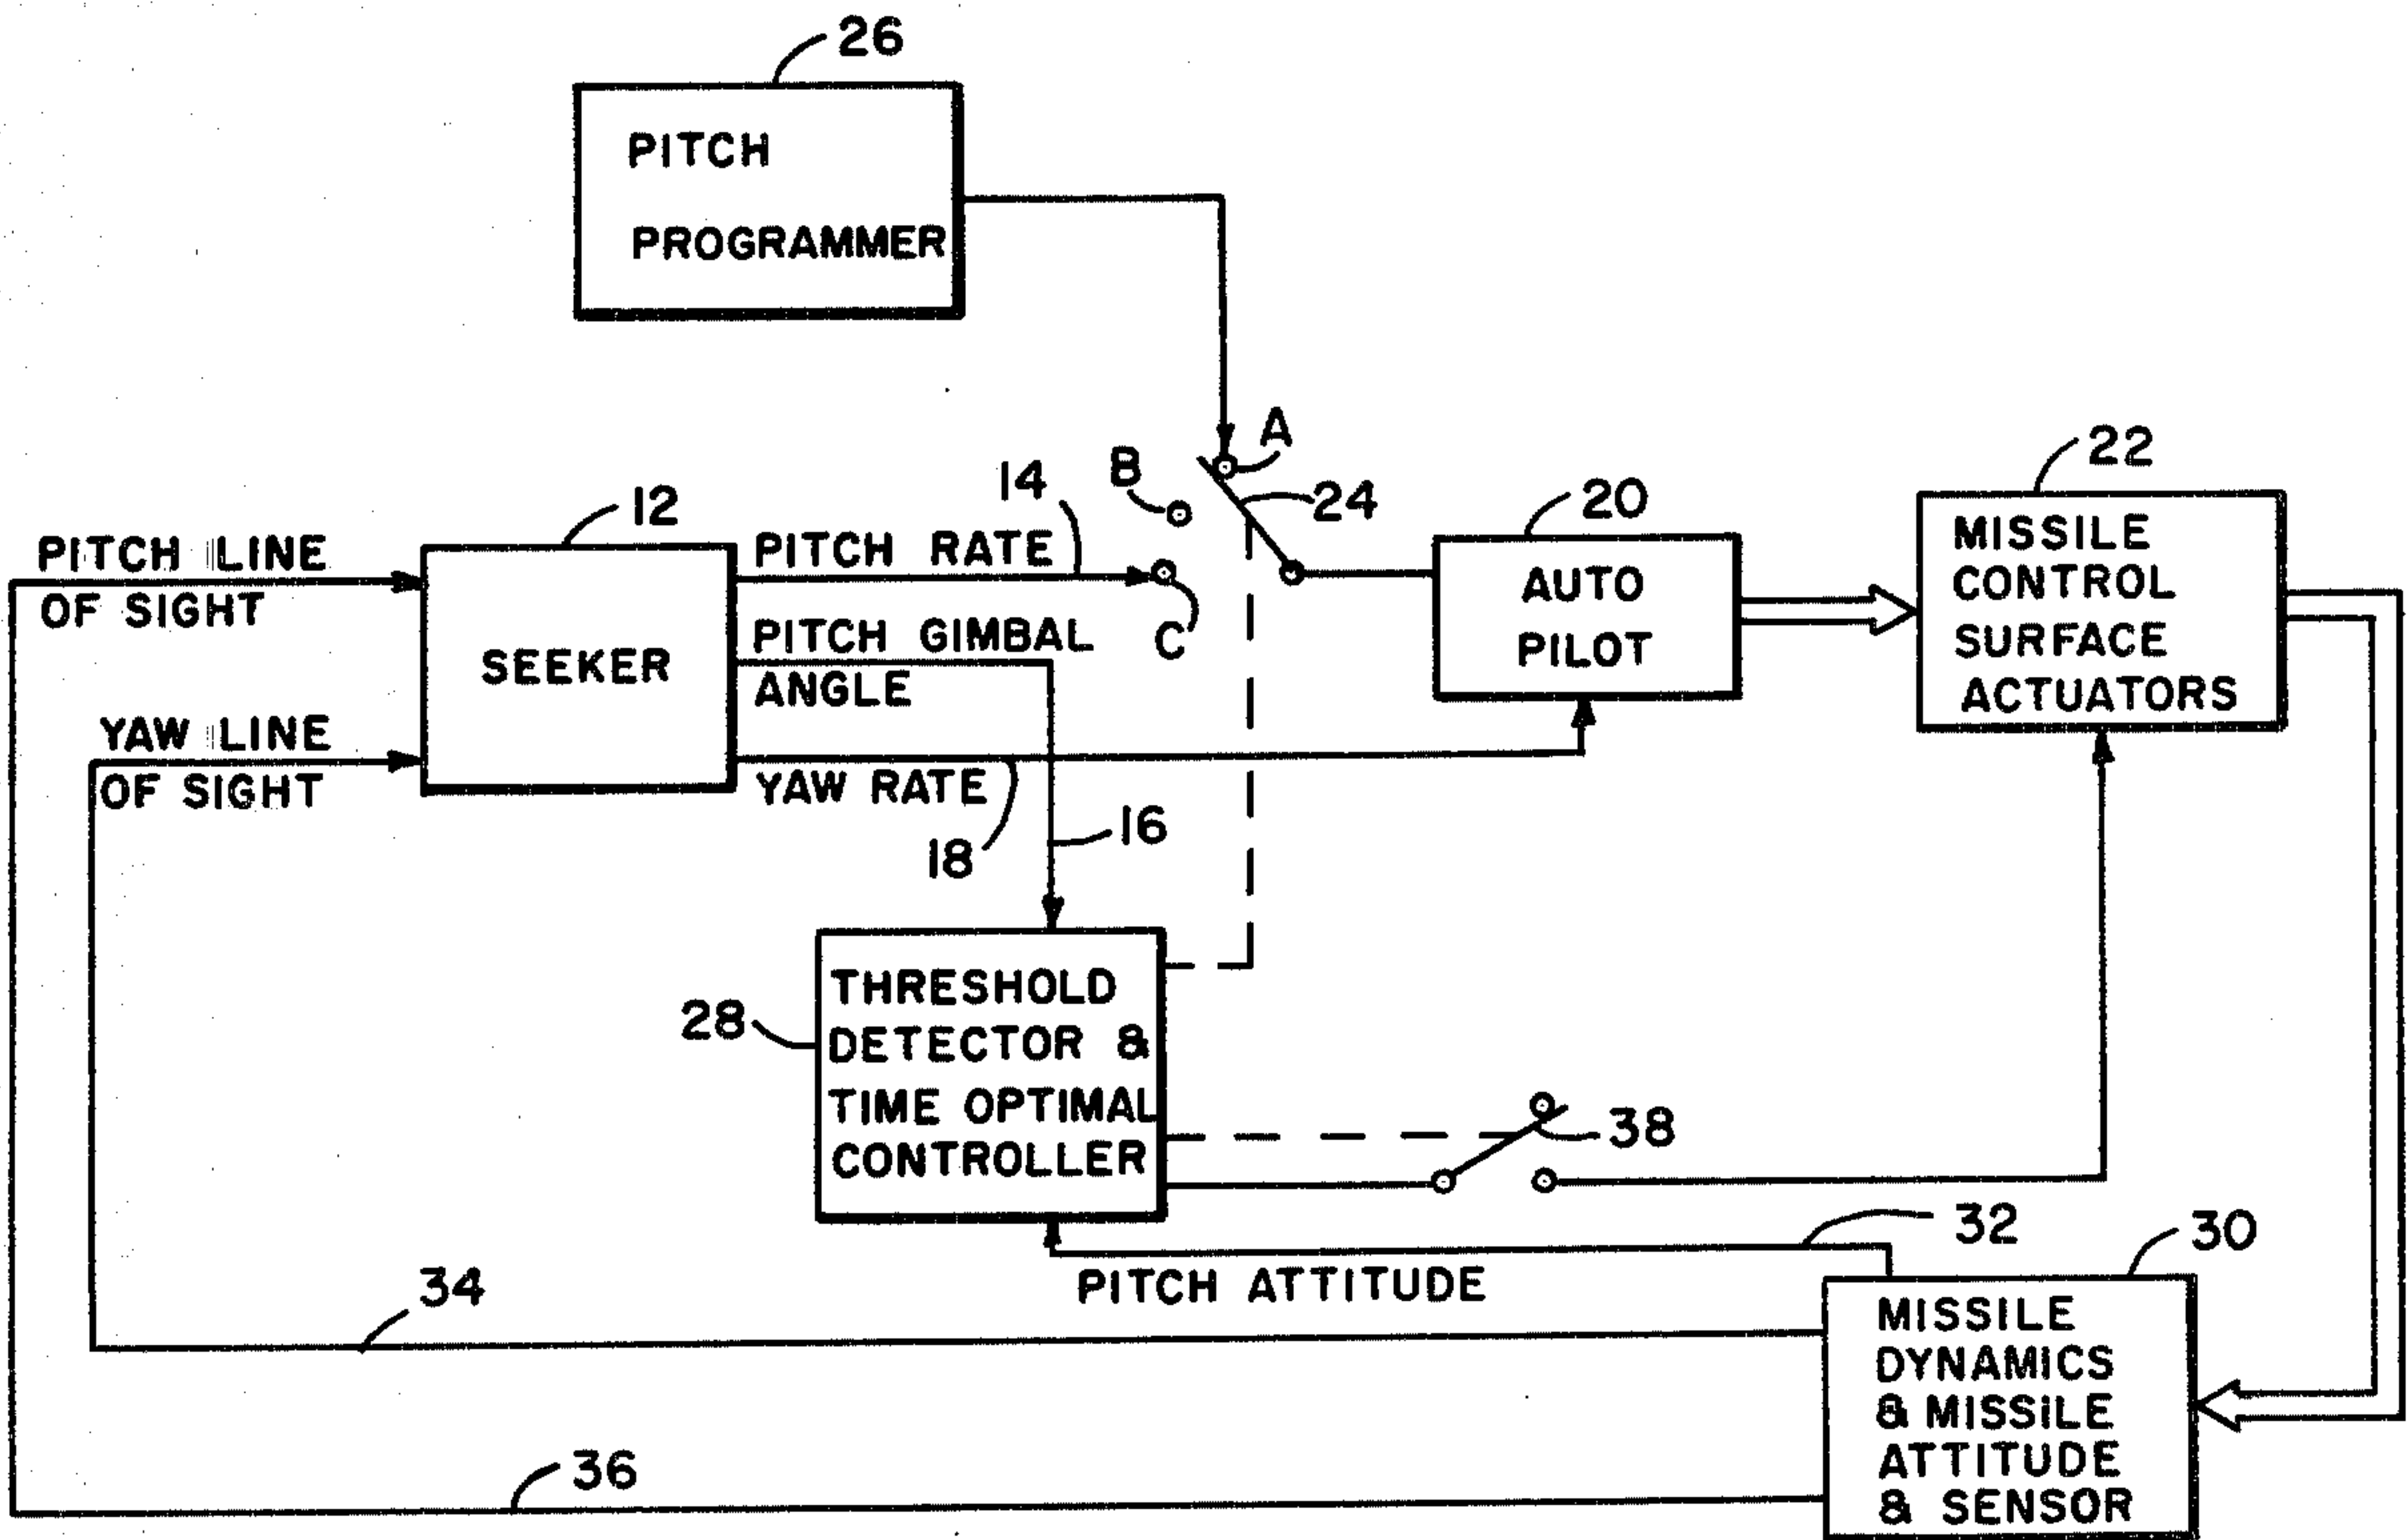 26
PITCH
PROGRAMMER
A
B
24
14
C
12
PITCH LINE
OF SIGHT
YAW LINE
OF SIGHT
SEEKER
PITCH RATE
PITCH GIMBAL
ANGLE
YAW RATE
18
16
20
AUTO
PILOT
22
MISSILE
CONTROL
SURFACE
ACTUATORS
28
THRESHOLD
DETECTOR &
TIME OPTIMAL
CONTROLLER
38
32
PITCH ATTITUDE
30
MISSILE
DYNAMICS
& MISSILE
ATTITUDE
& SENSOR
34
36